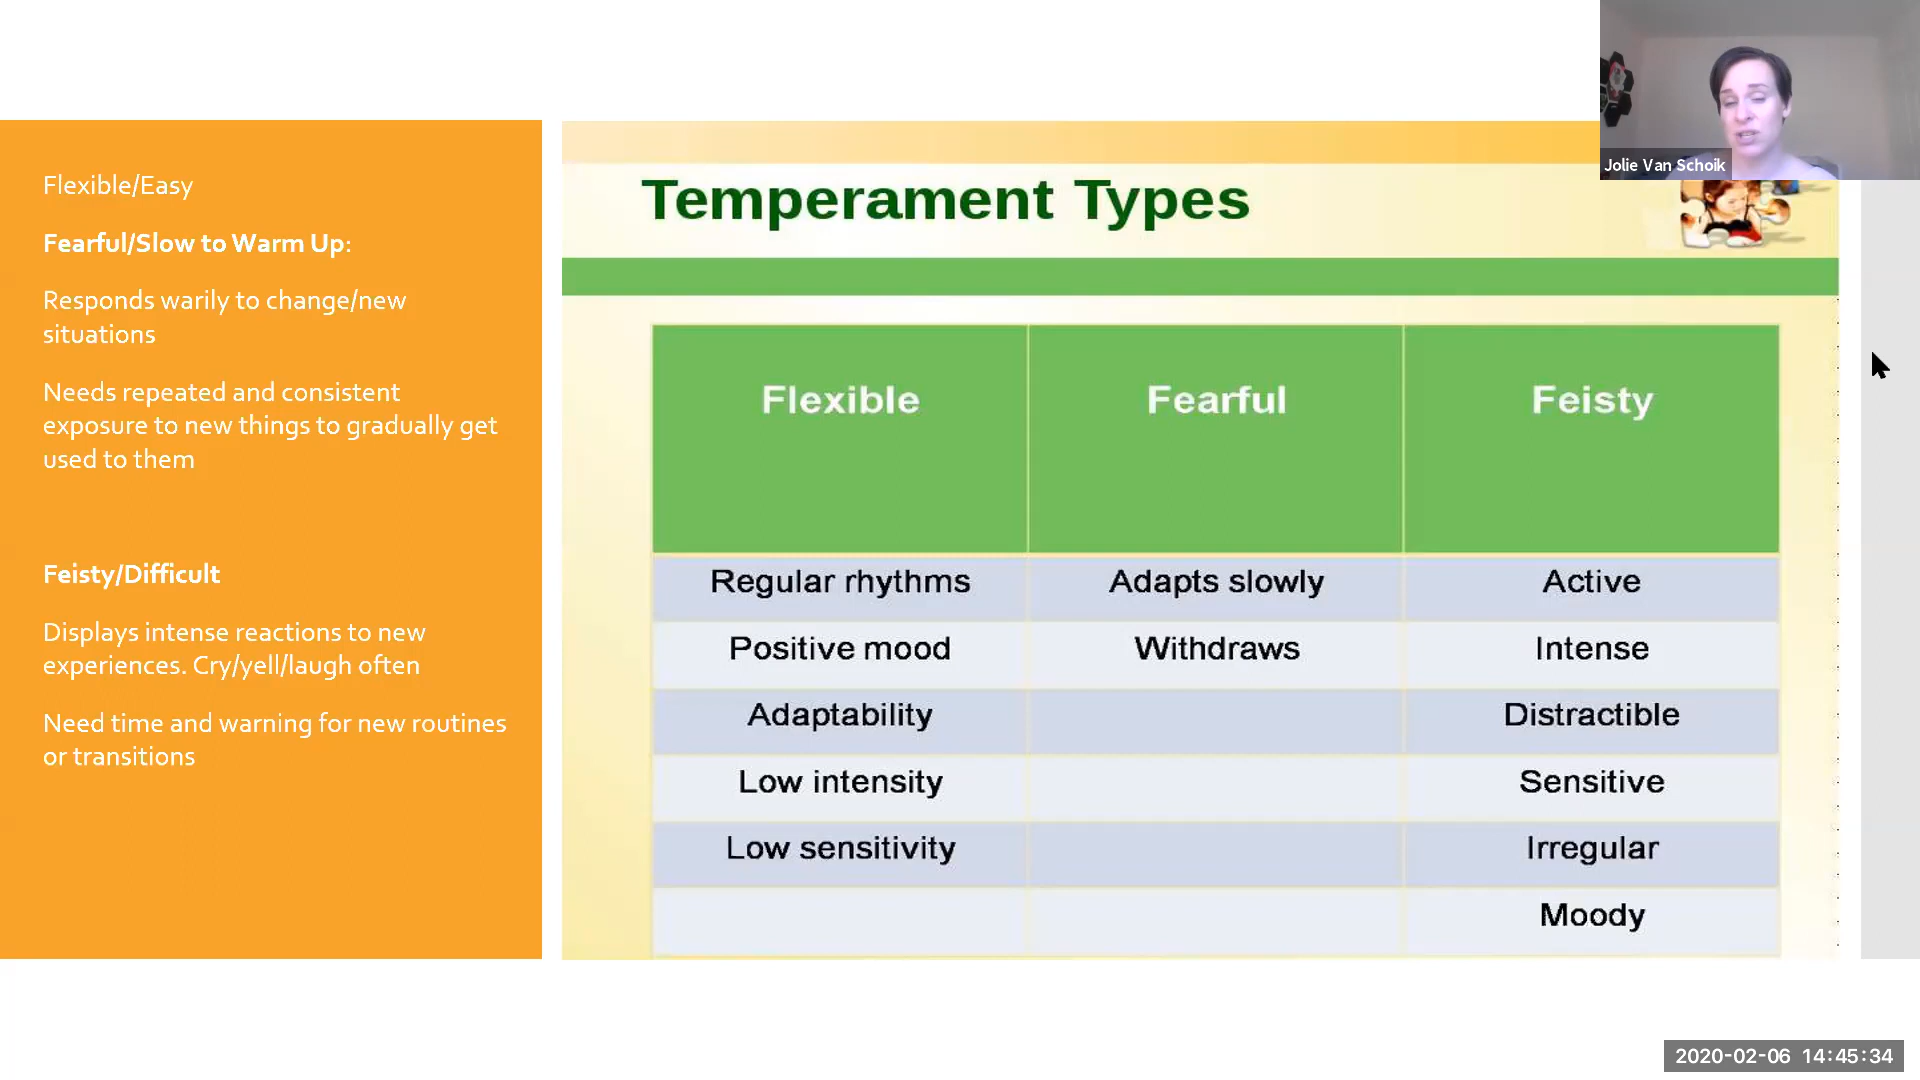 Flexible/Easy
Fearful/Slow to Warm Up:
Responds warily to change/new
situations
Needs repeated and consistent
exposure to new things to gradually get
used to them
Feisty/Difficult
Displays intense reactions to new
experiences. Cry/yell/laugh often
Need time and warning for new routines
or transitions
Jolie Van Schoik
Temperament Types
Flexible Fearful Feisty
Regular rhythms Adapts slowly Active
Positive mood Withdraws Intense
Adaptability Distractible
Low intensity Sensitive
Low sensitivity Irregular
Moody
2020-02-06 14:45:34